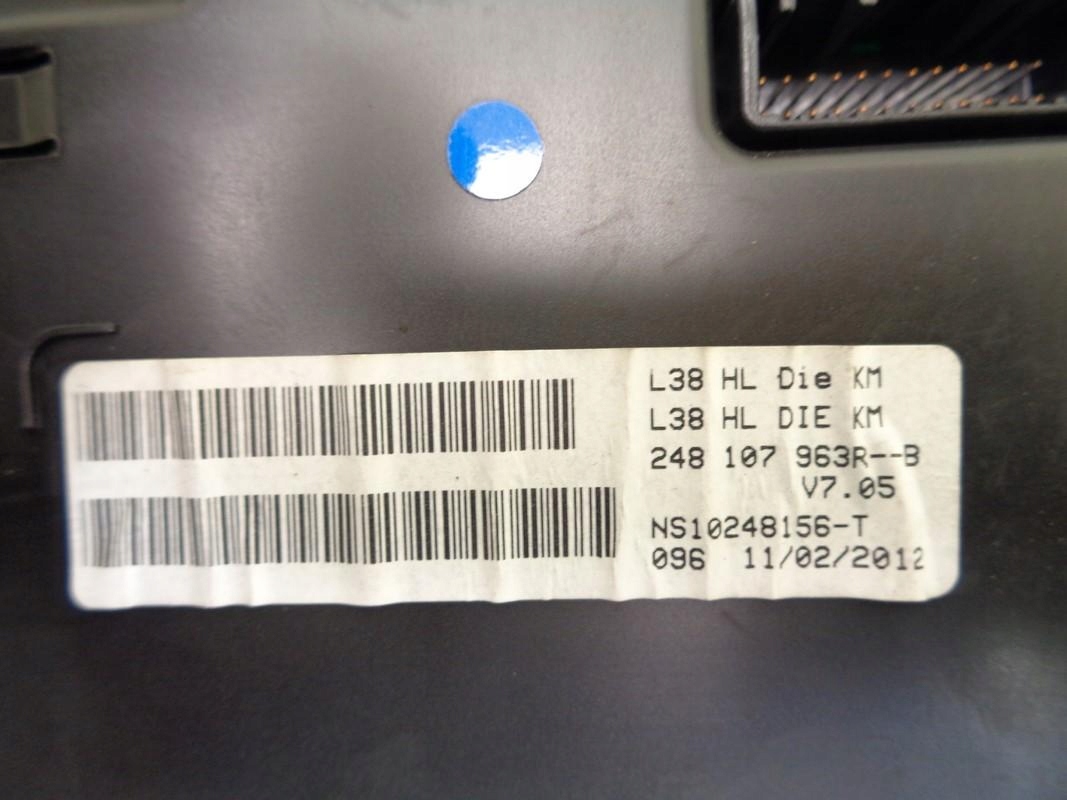 L38 HL Die KM
L38 HL DIE KM
248 107 963R--B
V7.05
NS10248156-T
096 11/02/2012